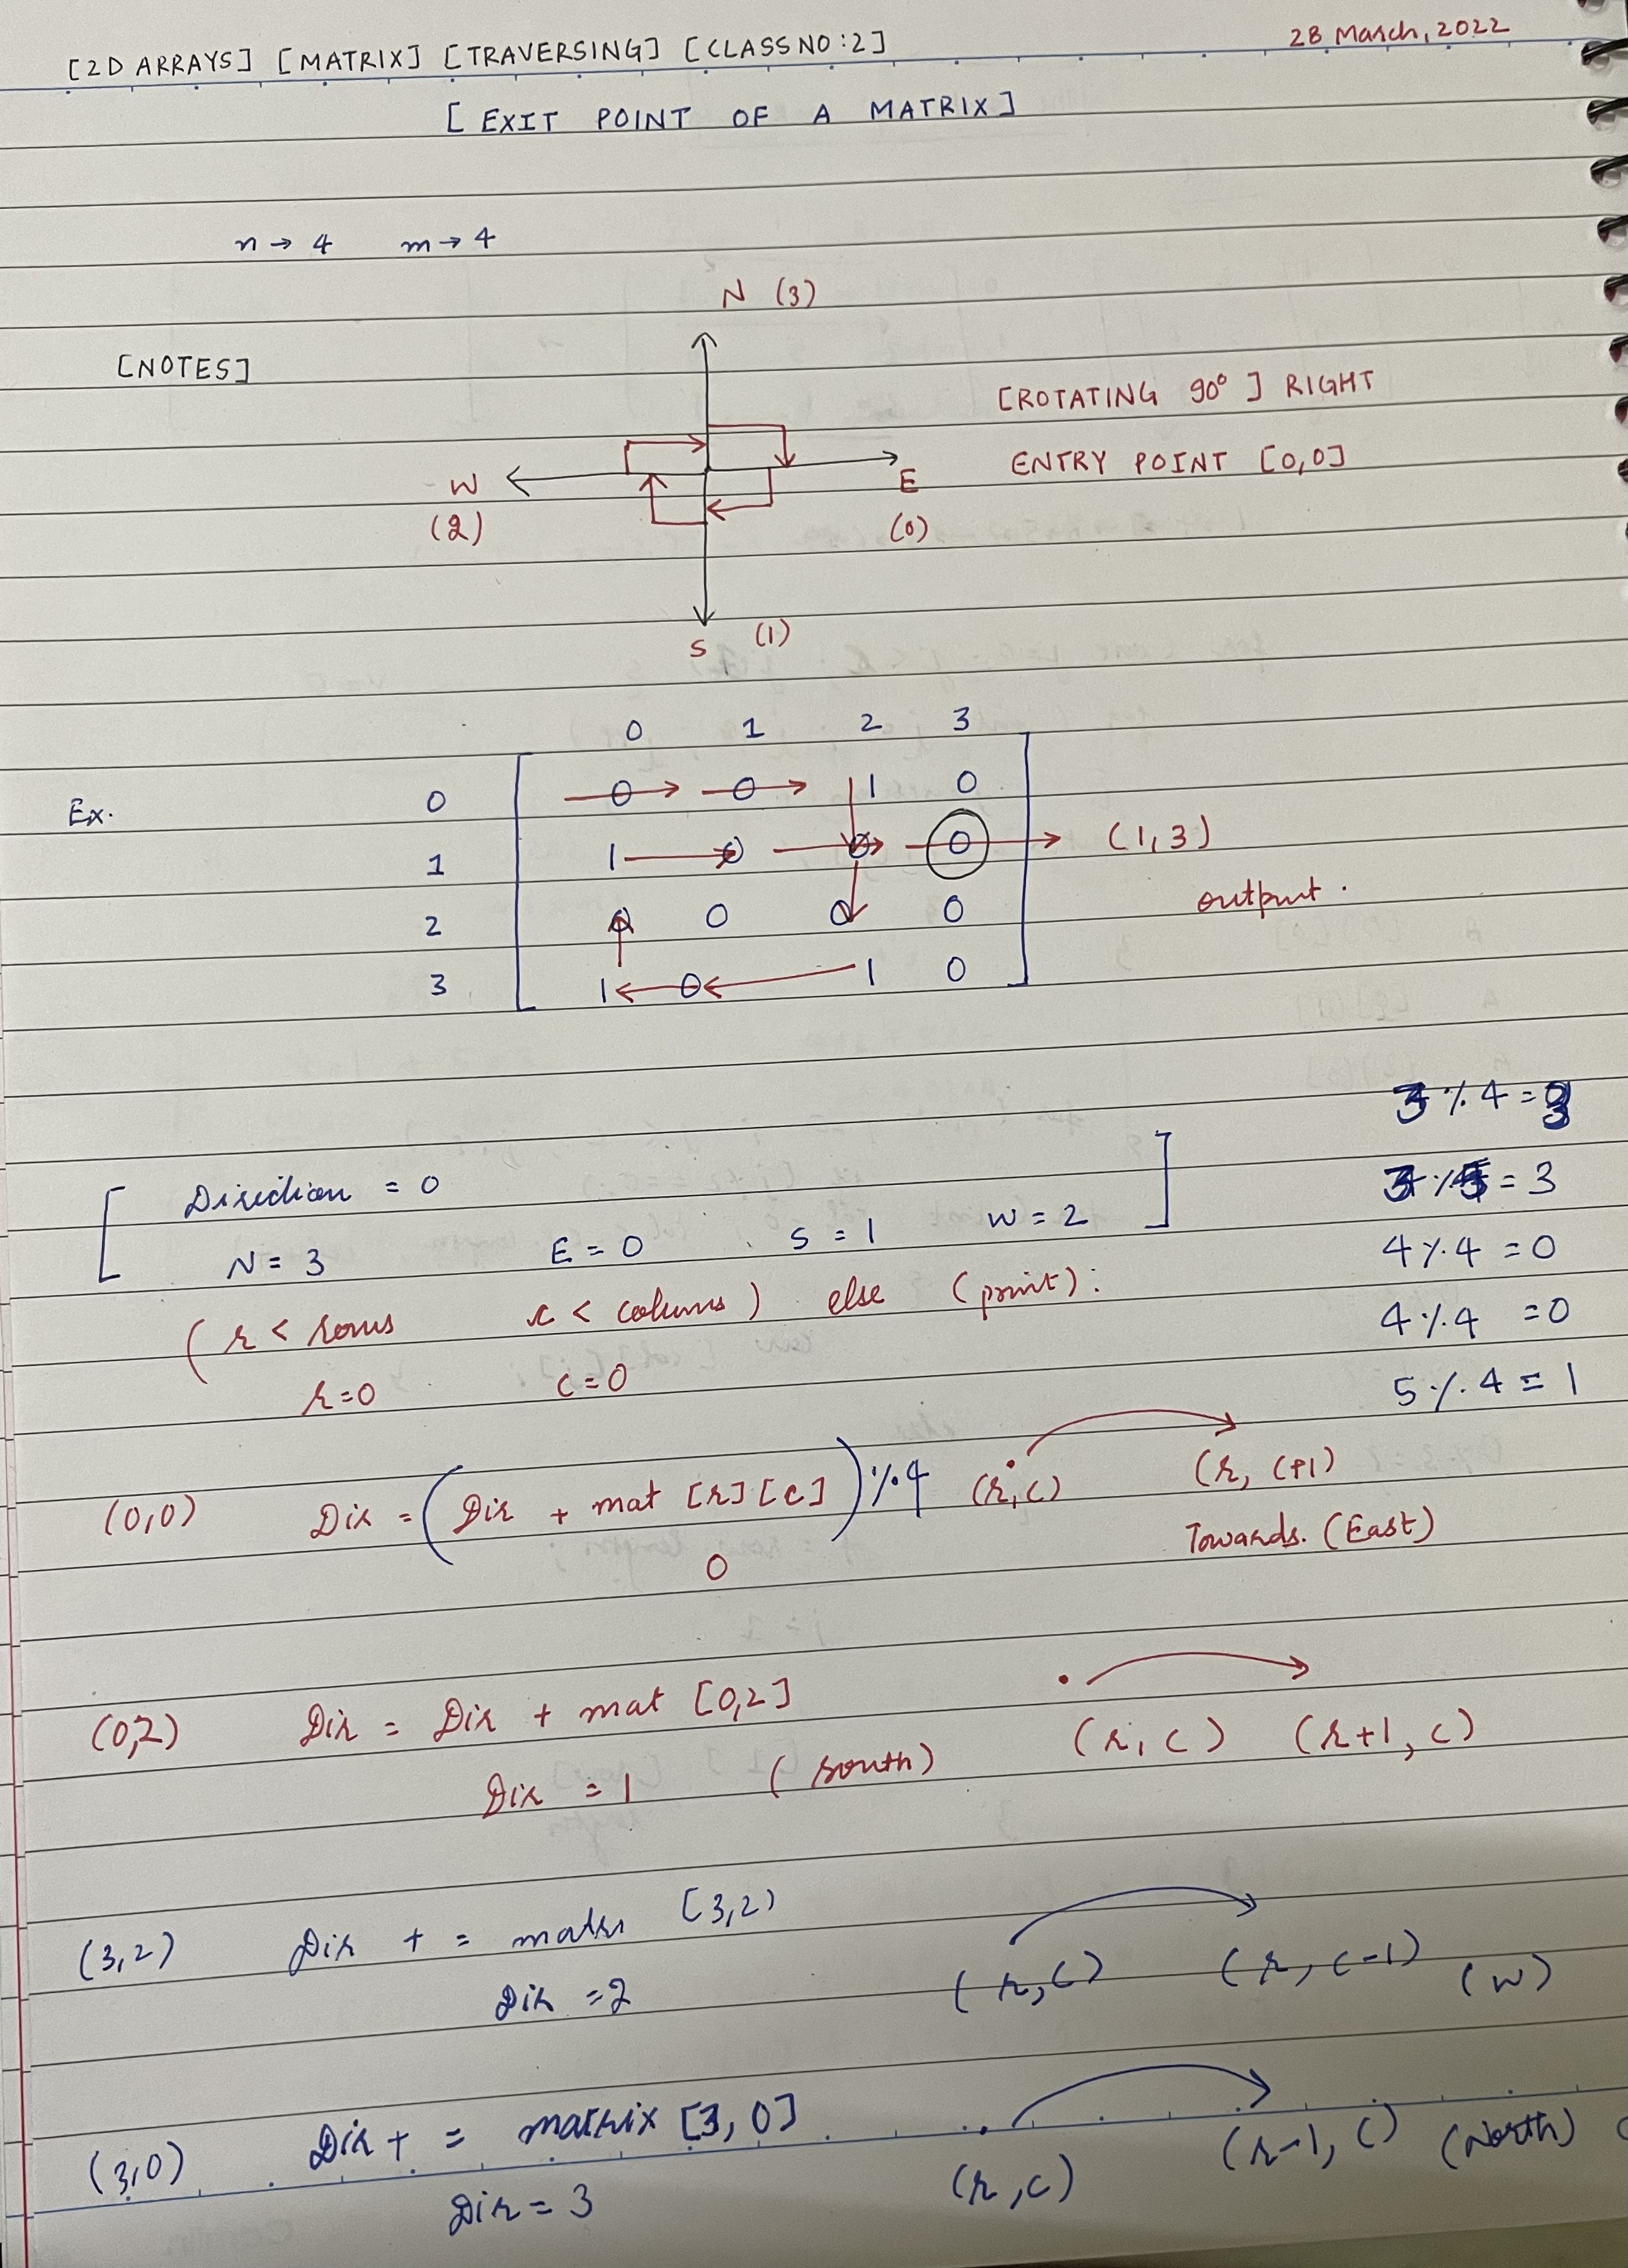 [2D ARRAYS] [MATRIX] [TRAVERSING] [CLASS NO:2] 28 March, 2022
[EXIT POINT OF A MATRIX]
n → 4 m → 4
N (3)
[NOTES]
[ROTATING 90° ] RIGHT
W E ENTRY POINT [0,0]
(2) (0)
S (1)
0 1 2 3
Ex. 0 0 0 1 0
1 1 0 0 0 (1,3)
2 0 0 0 0 output.
3 1 0 1 0
3 % 4 = 3
Direction = 0 = 3
N = 3 E = 0 S = 1 W = 2 4 % 4 = 0
(r < rows c < columns) else (print): 4 % 4 = 0
r=0 c=0 5 % 4 = 1
(0,0) Dir = (Dir + mat [r][c]) % 4 (r,c) (r, c+1)
0 Towards. (East)
(0,2) Dir = Dir + mat [0,2] (r, c) (r+1, c)
Dir = 1 (south)
(3,2) Dir + = [3,2) (r,c) (r, c-1) (W)
Dir = 2
(3,0) Dir + = matrix [3,0] (r,c) (r-1, c) (North)
Dir = 3